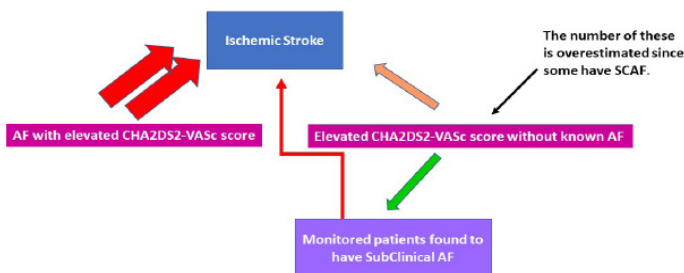 Ischemic Stroke
The number of these
is overestimated since
some have SCAF.
AF with elevated CHA2DS2-VASc score
Elevated CHA2DS2-VASc score without known AF
Monitored patients found to
have SubClinical AF